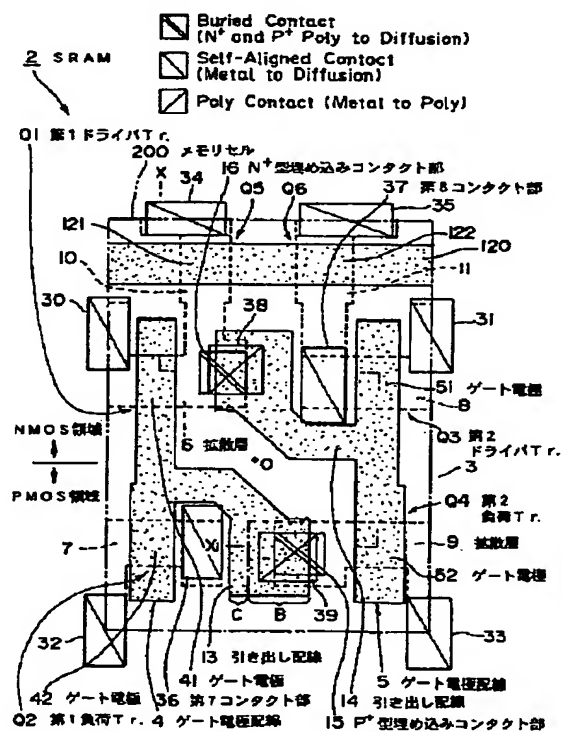 Buried Contact
(N+ and P+ Poly to Diffusion)
2 SRAM
Self-Aligned Contact
(Metal to Diffusion)
Poly Contact (Metal to Poly)
Q1 第1ドライバTr.
200 メモリセル
16 N+型埋め込みコンタクト部
X 34 Q5 Q6
37 第8コンタクト部
35
121 122 120
10 11
30 38 31
51 ゲート電極
8
6 拡散層
Q3 第2
ドライバTr.
NMOS領域
O 3
PMOS領域
Q4 第2
負荷Tr.
7 X 9 拡散層
52 ゲート電極
C B 39
32 13 引き出し配線 33
41 ゲート電極 5 ゲート電極配線
42 ゲート電極 36 第7コンタクト部 14 引き出し配線
Q2 第1負荷Tr. 4 ゲート電極配線 15 P+型埋め込みコンタクト部